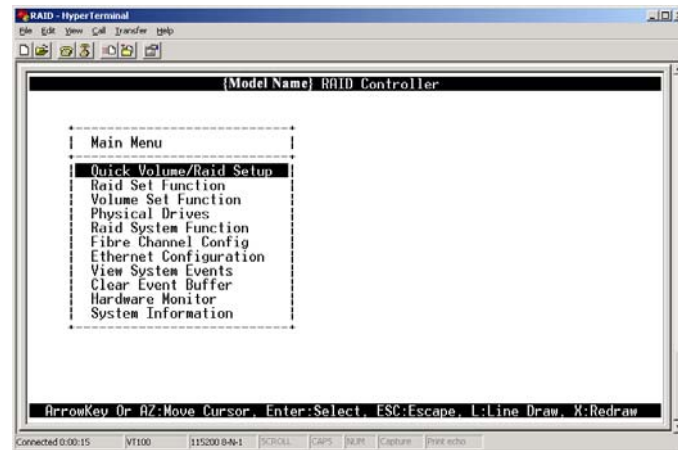 RAID - HyperTerminal
File Edit View Call Transfer Help
{Model Name} RAID Controller
Main Menu
Quick Volume/Raid Setup
Raid Set Function
Volume Set Function
Physical Drives
Raid System Function
Fibre Channel Config
Ethernet Configuration
View System Events
Clear Event Buffer
Hardware Monitor
System Information
ArrowKey Or AZ:Move Cursor, Enter:Select, ESC:Escape, L:Line Draw, X:Redraw
Connected 0:00:15 VT100 115200 8-N-1 SCROLL CAPS NUM Capture Print echo